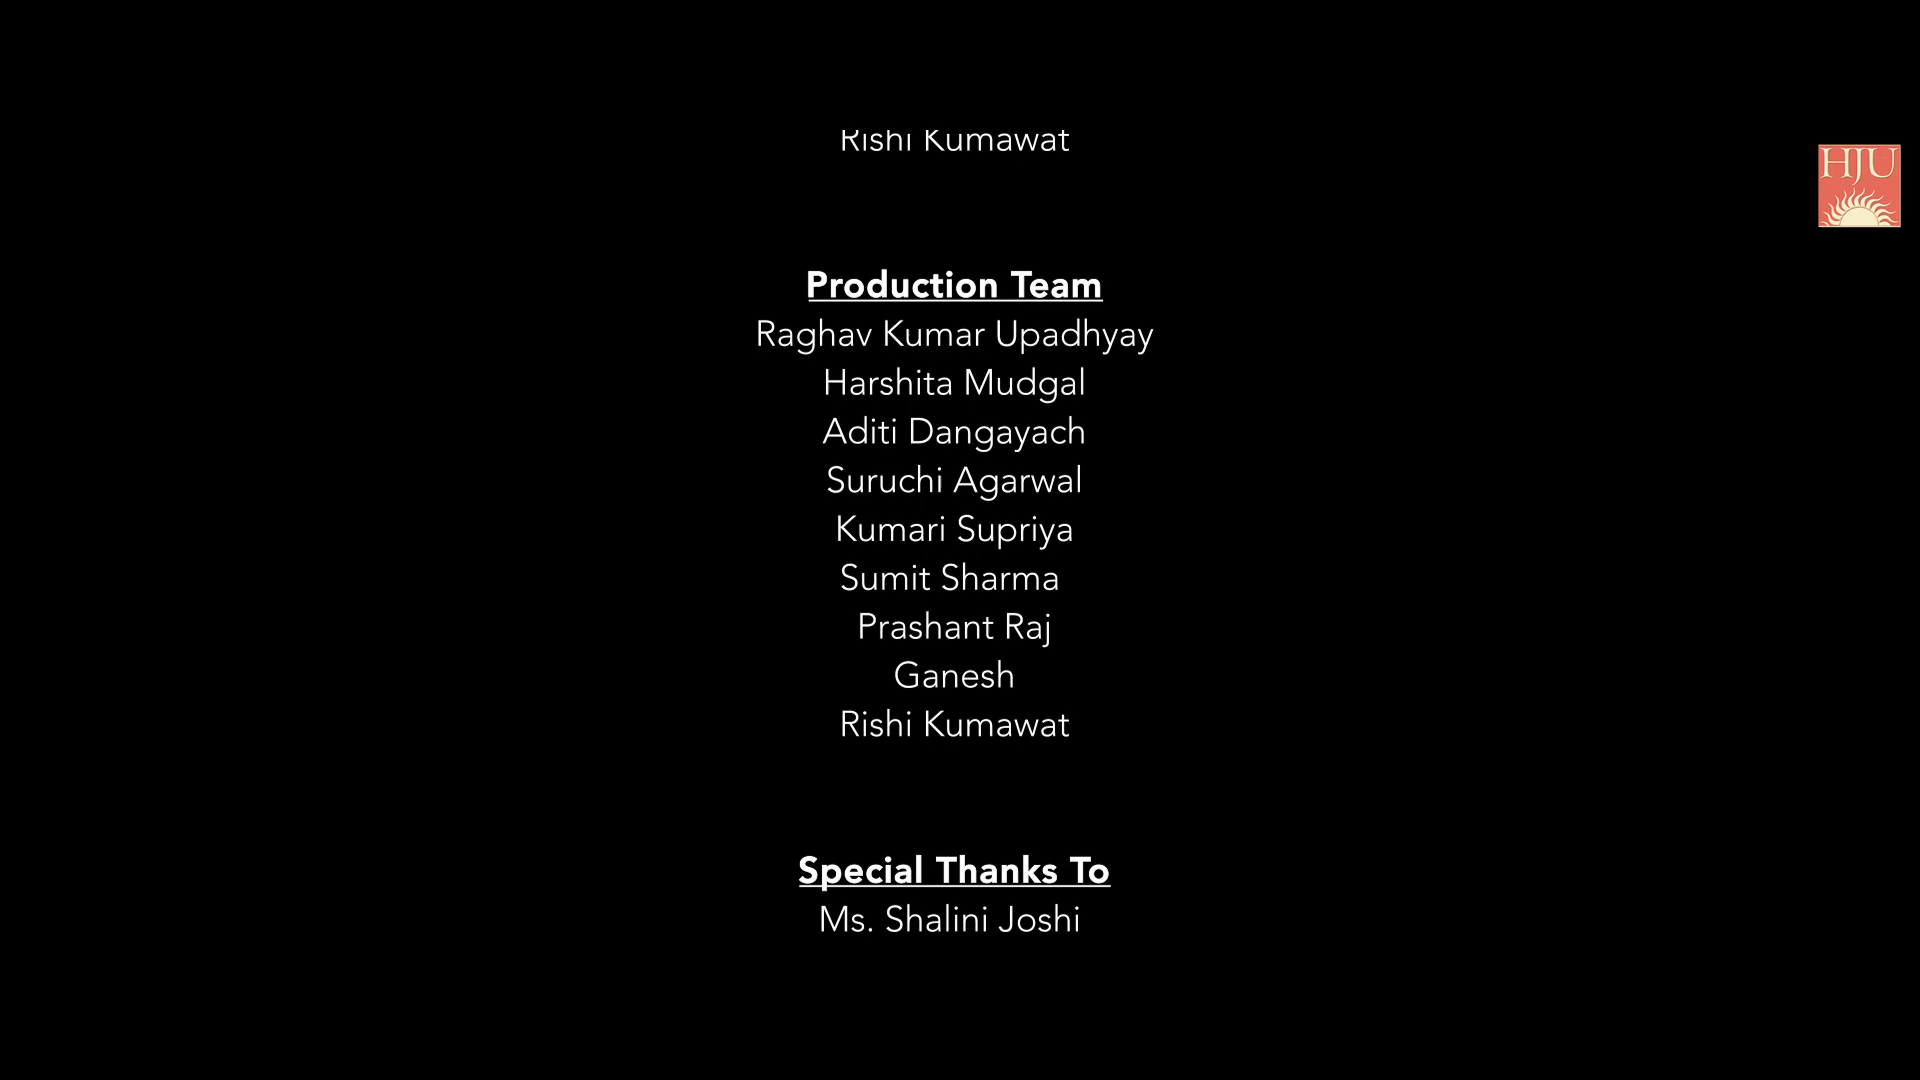 Rishi Kumawat
HJU
Production Team
Raghav Kumar Upadhyay
Harshita Mudgal
Aditi Dangayach
Suruchi Agarwal
Kumari Supriya
Sumit Sharma
Prashant Raj
Ganesh
Rishi Kumawat
Special Thanks To
Ms. Shalini Joshi